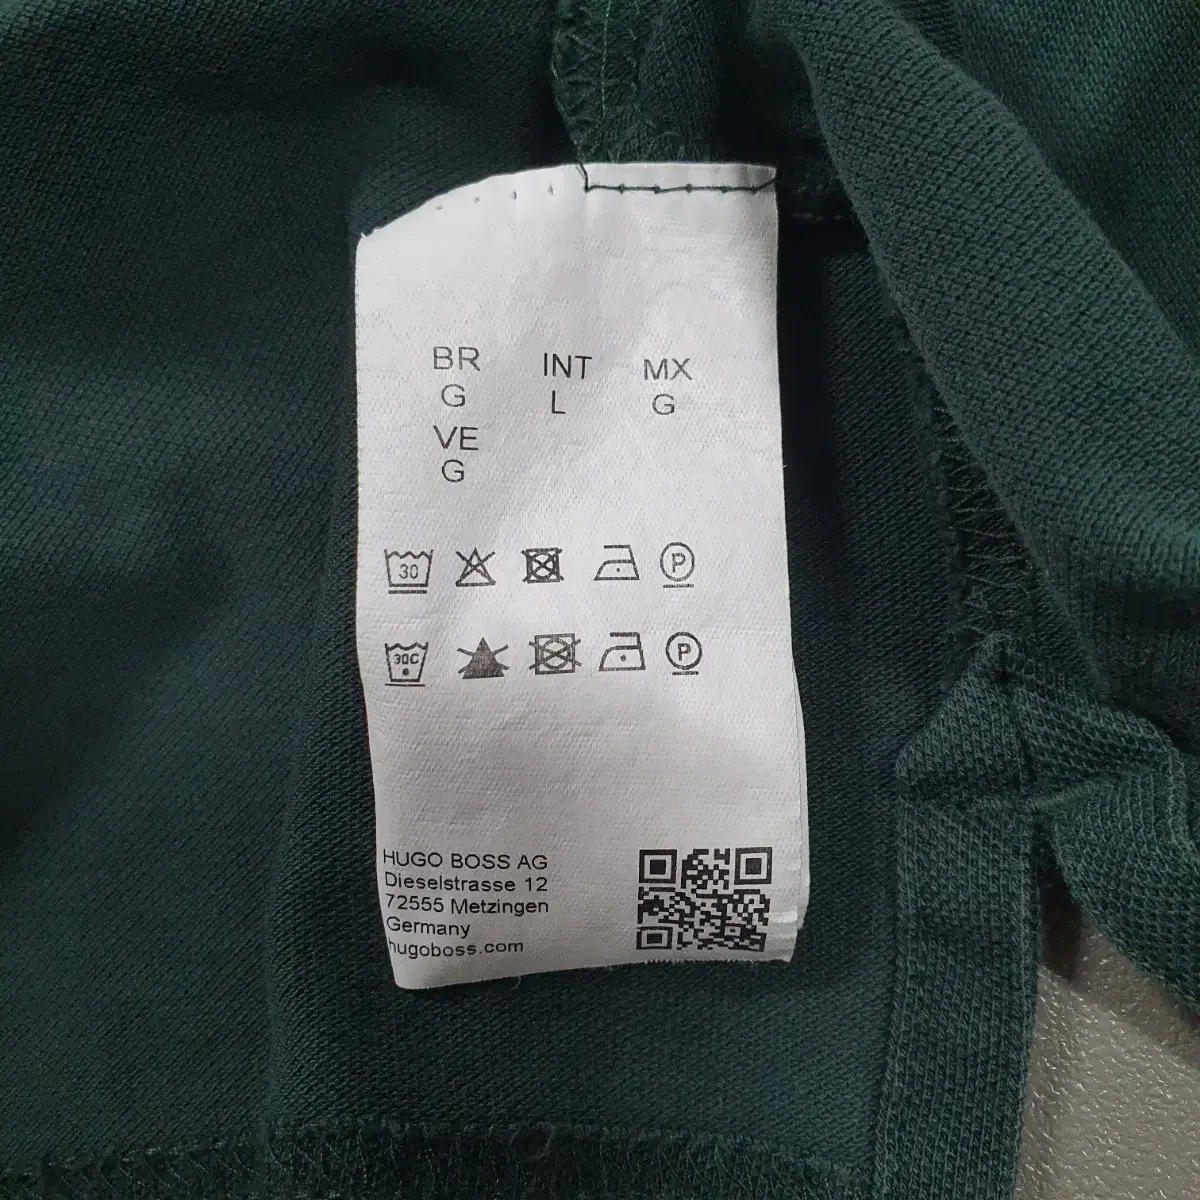 BR INT MX
G L G
VE
G
30 P
30C P
HUGO BOSS AG
Dieselstrasse 12
72555 Metzingen
Germany
hugoboss.com